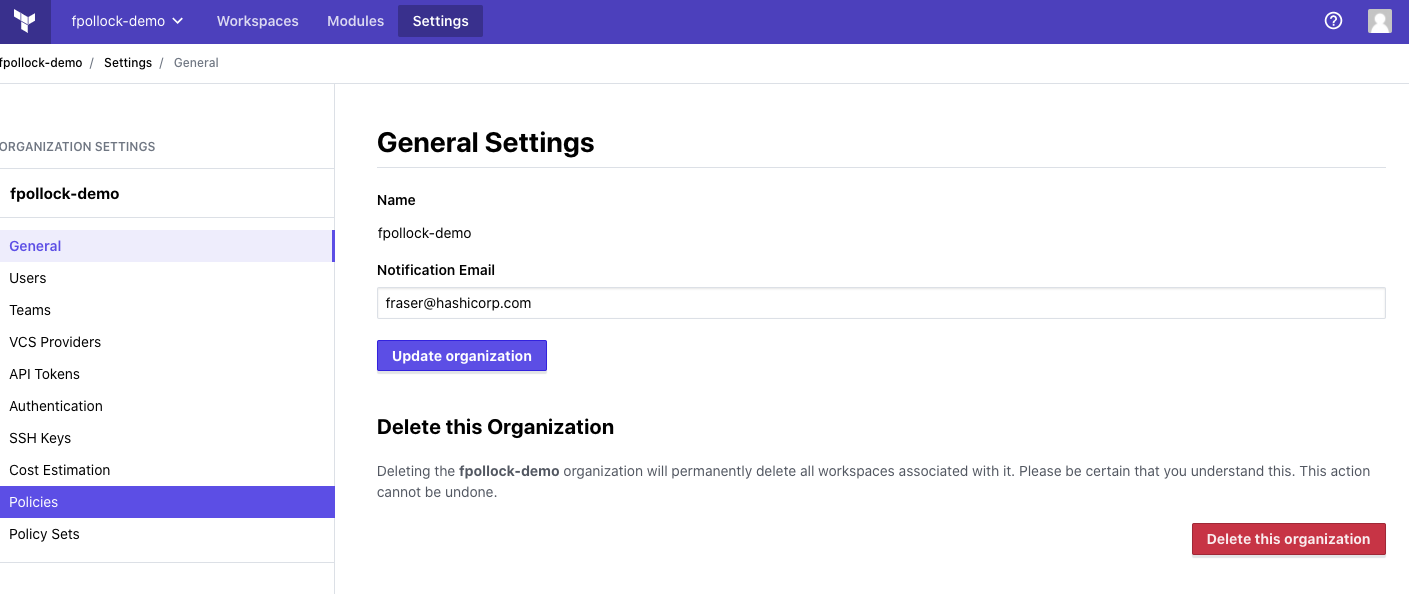 fpollock-demo Workspaces Modules Settings
fpollock-demo / Settings / General
ORGANIZATION SETTINGS
fpollock-demo
General
Users
Teams
VCS Providers
API Tokens
Authentication
SSH Keys
Cost Estimation
Policies
Policy Sets
General Settings
Name
fpollock-demo
Notification Email
fraser@hashicorp.com
Update organization
Delete this Organization
Deleting the fpollock-demo organization will permanently delete all workspaces associated with it. Please be certain that you understand this. This action
cannot be undone.
Delete this organization